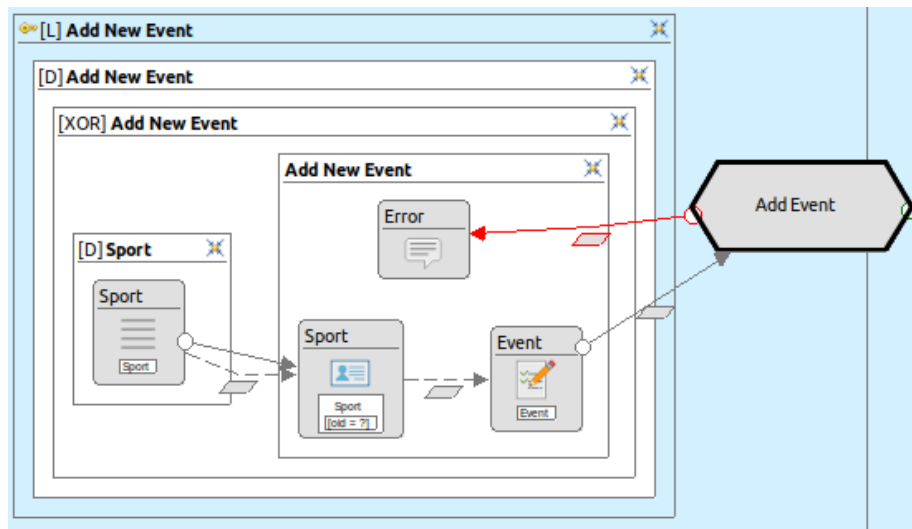 [L] Add New Event
[D] Add New Event
[XOR] Add New Event
Add New Event
Error
Add Event
[D] Sport
Sport
Sport
Sport
Sport
[oid = ?]
Event
Event